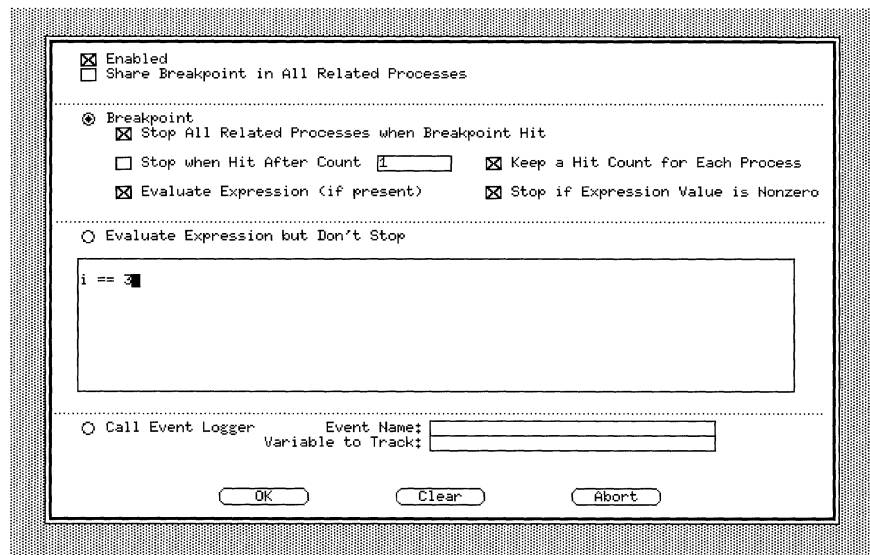 Enabled
Share Breakpoint in All Related Processes
Breakpoint
Stop All Related Processes when Breakpoint Hit
Stop when Hit After Count 1 Keep a Hit Count for Each Process
Evaluate Expression (if present) Stop if Expression Value is Nonzero
Evaluate Expression but Don't Stop
i == 3
Call Event Logger Event Name:
Variable to Track:
OK Clear Abort